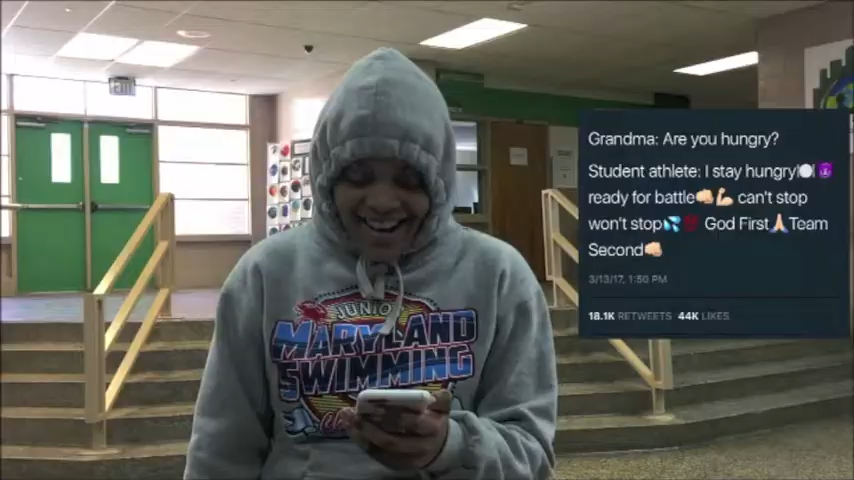 Exit
Grandma: Are you hungry?
Student athlete: I stay hungry🍽😈
ready for battle👊🏼💪🏼 can't stop
won't stop💦💯 God First🙏🏼Team
Second👊🏼
3/13/17, 1:50 PM
18.1K RETWEETS 44K LIKES
JUNIOR
MARYLAND
SWIMMING